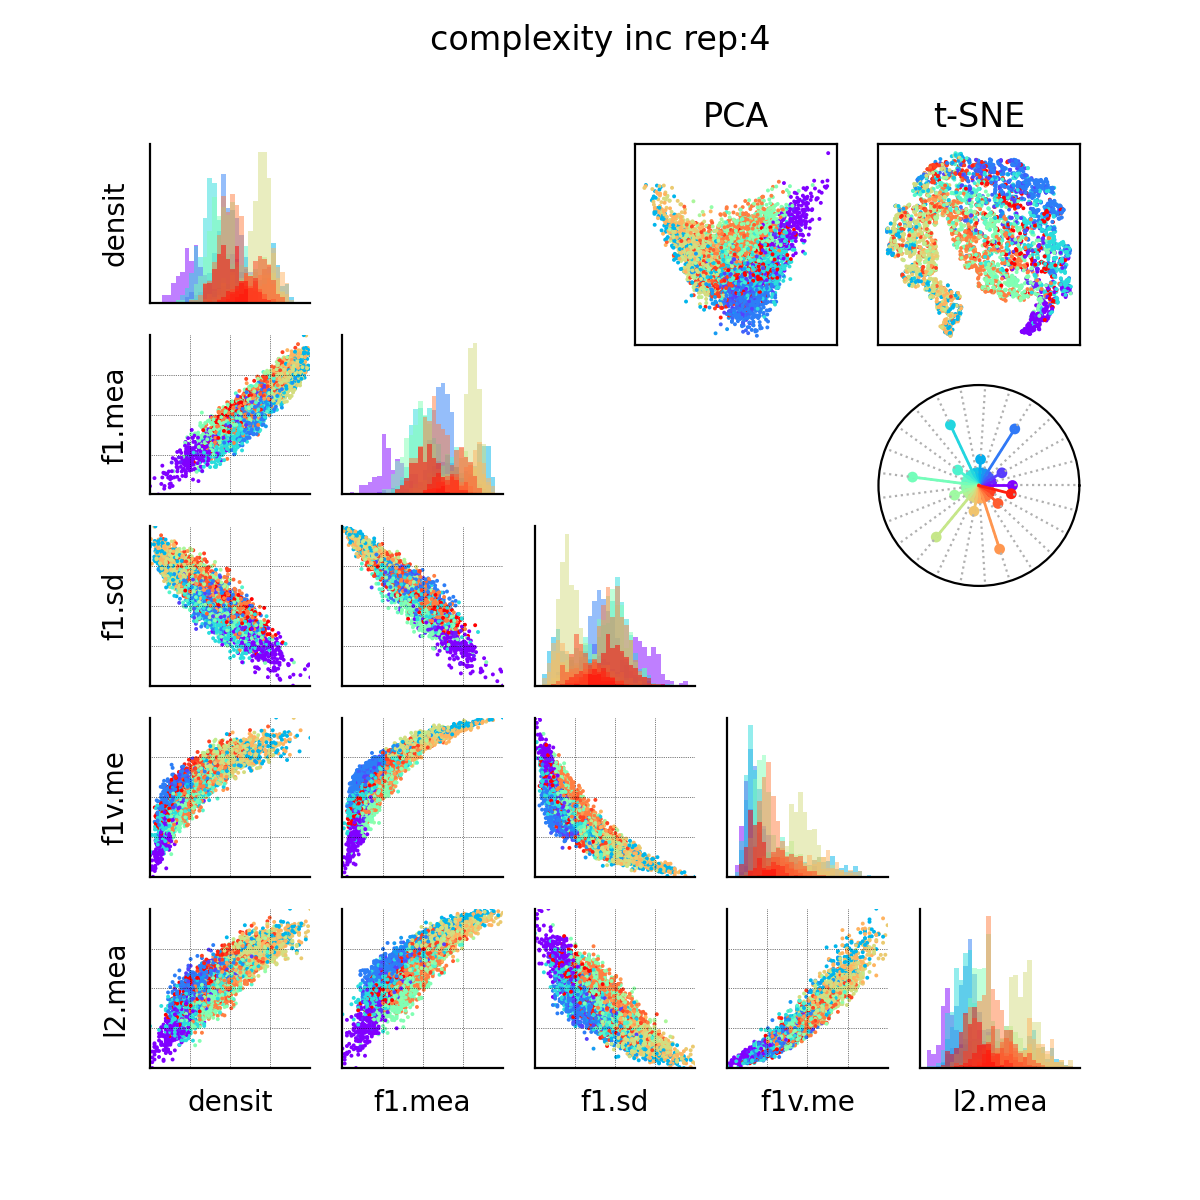 complexity inc rep:4
PCA
t-SNE
densit
f1.mea
f1.sd
f1v.me
l2.mea
densit
f1.mea
f1.sd
f1v.me
l2.mea